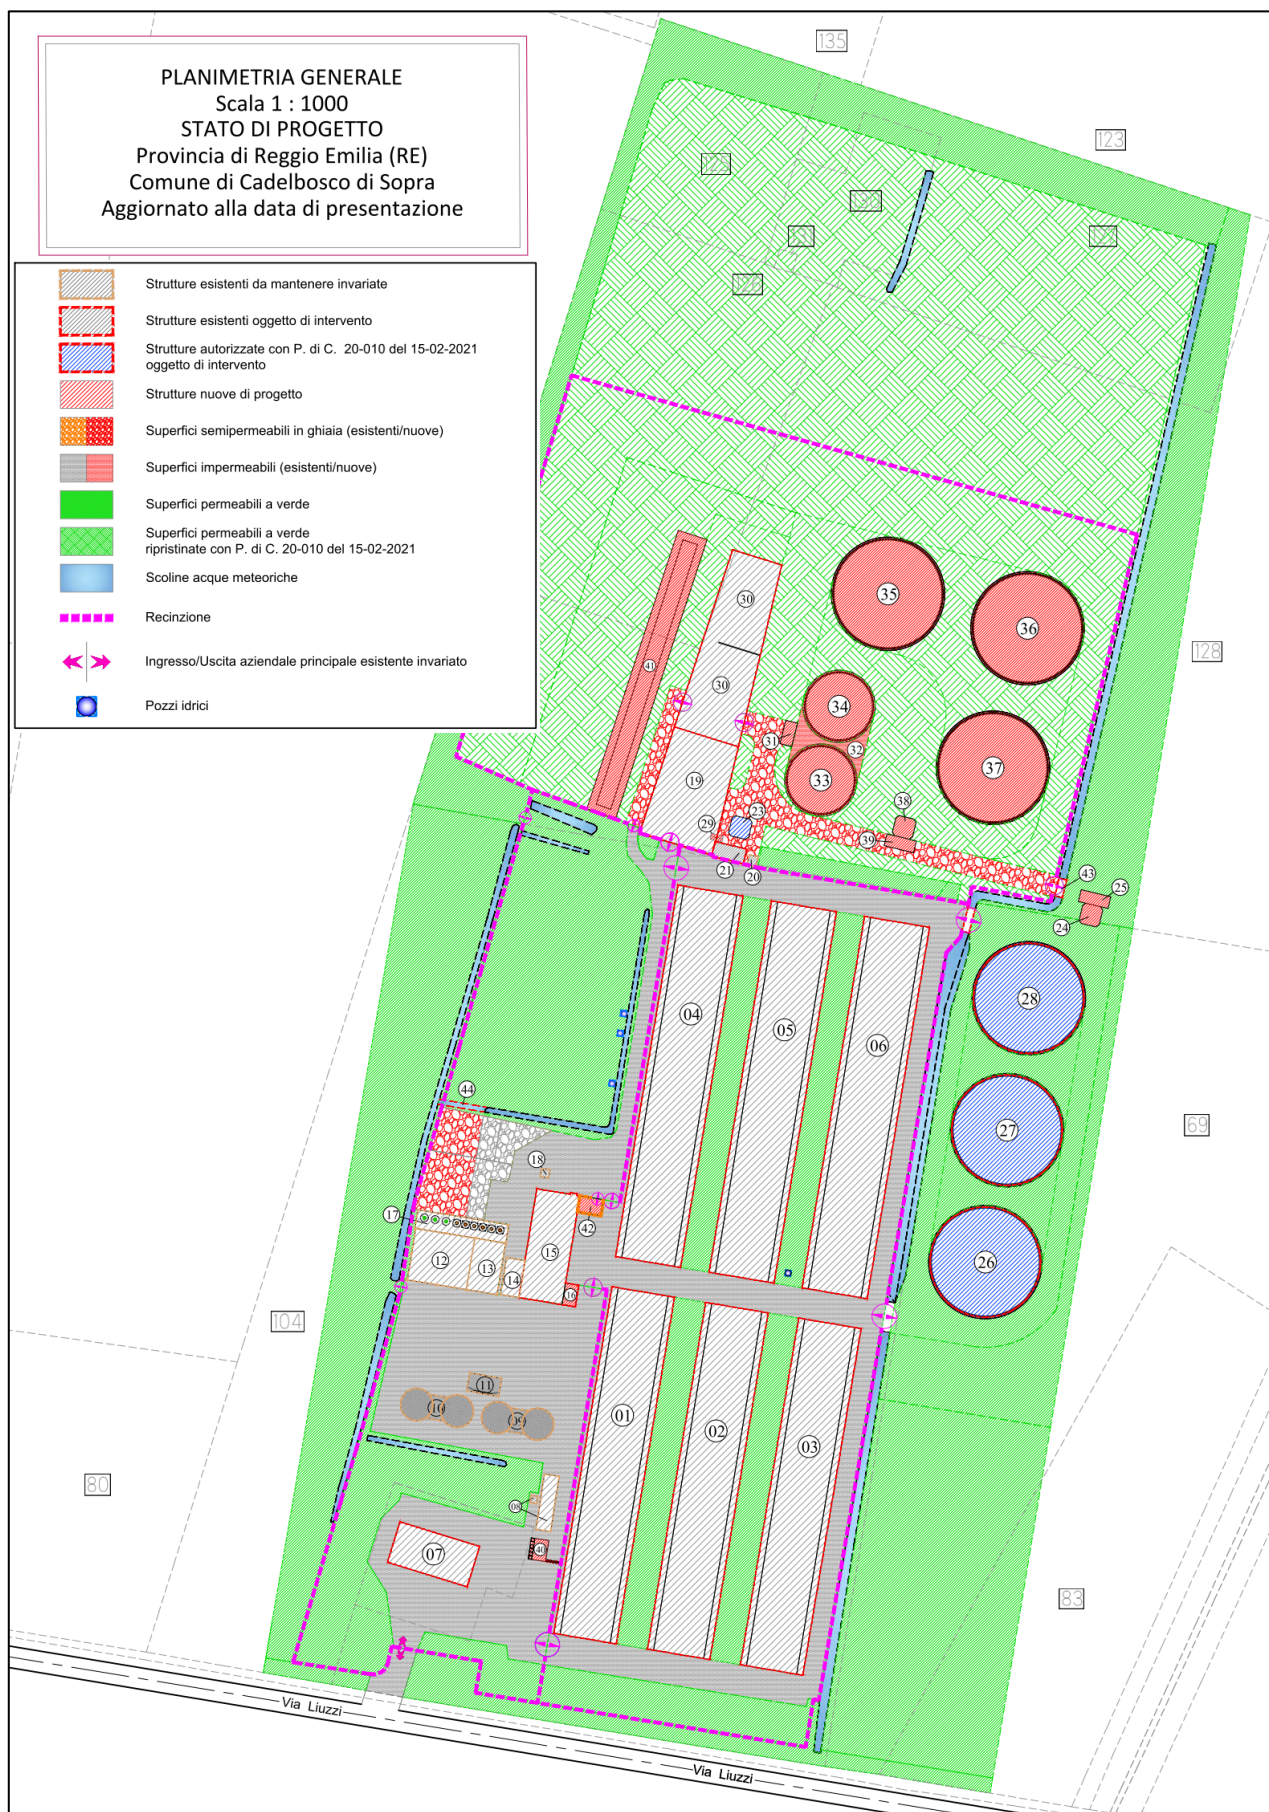 PLANIMETRIA GENERALE
Scala 1 : 1000
STATO DI PROGETTO
Provincia di Reggio Emilia (RE)
Comune di Cadelbosco di Sopra
Aggiornato alla data di presentazione
Strutture esistenti da mantenere invariate
Strutture esistenti oggetto di intervento
Strutture autorizzate con P. di C. 20-010 del 15-02-2021
oggetto di intervento
Strutture nuove di progetto
Superfici semipermeabili in ghiaia (esistenti/nuove)
Superfici impermeabili (esistenti/nuove)
Superfici permeabili a verde
Superfici permeabili a verde
ripristinate con P. di C. 20-010 del 15-02-2021
Scoline acque meteoriche
Recinzione
Ingresso/Uscita aziendale principale esistente invariato
Pozzi idrici
135
123
125
126
128
69
104
80
83
35
36
30
41
30
34
31
32
33
37
19
38
23
29
39
21
20
43
25
24
28
04
05
06
27
44
18
17
42
15
12
13
14
16
26
11
10
09
01
02
03
08
40
07
Via Liuzzi
Via Liuzzi